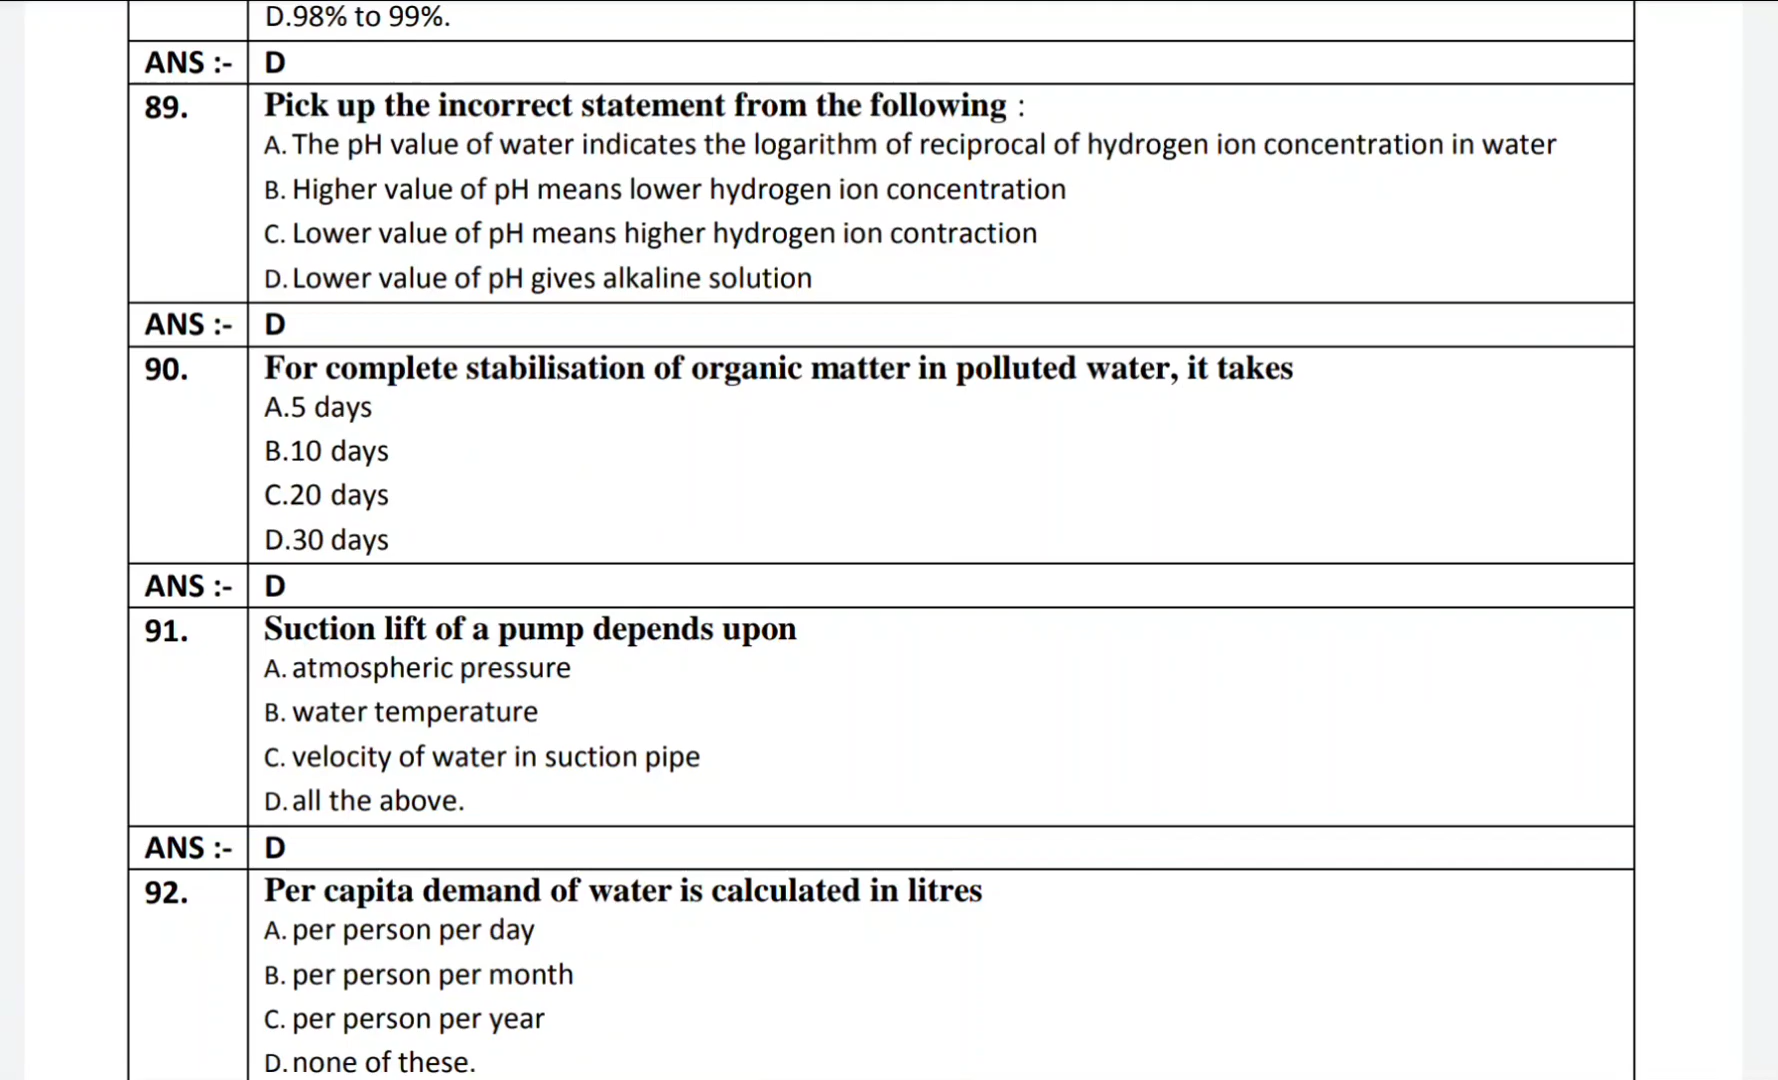 D.98% to 99%.
ANS :- D
89. Pick up the incorrect statement from the following :
A. The pH value of water indicates the logarithm of reciprocal of hydrogen ion concentration in water
B. Higher value of pH means lower hydrogen ion concentration
C. Lower value of pH means higher hydrogen ion contraction
D. Lower value of pH gives alkaline solution
ANS :- D
90. For complete stabilisation of organic matter in polluted water, it takes
A.5 days
B.10 days
C.20 days
D.30 days
ANS :- D
91. Suction lift of a pump depends upon
A. atmospheric pressure
B. water temperature
C. velocity of water in suction pipe
D. all the above.
ANS :- D
92. Per capita demand of water is calculated in litres
A. per person per day
B. per person per month
C. per person per year
D. none of these.